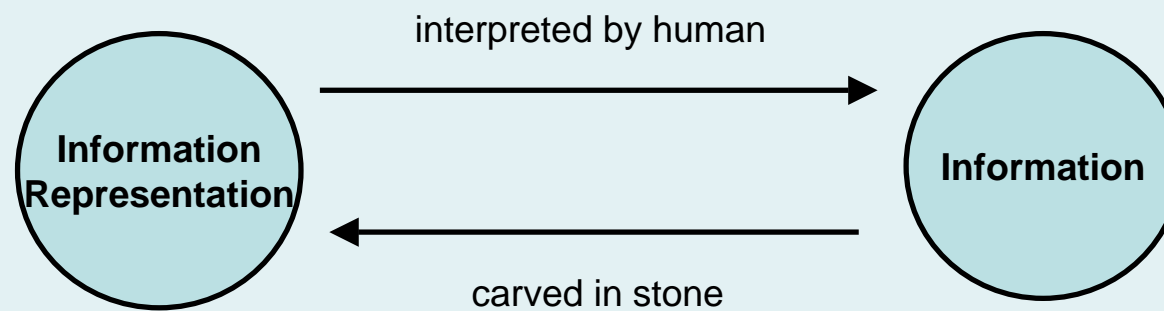 interpreted by human
Information
Representation
Information
carved in stone